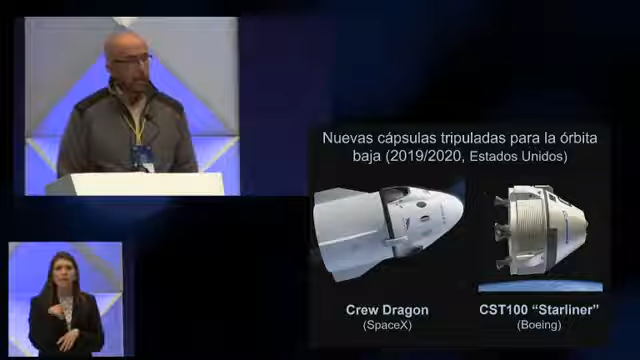 Nuevas cápsulas tripuladas para la órbita
baja (2019/2020, Estados Unidos)
Crew Dragon
(SpaceX)
CST100 “Starliner”
(Boeing)